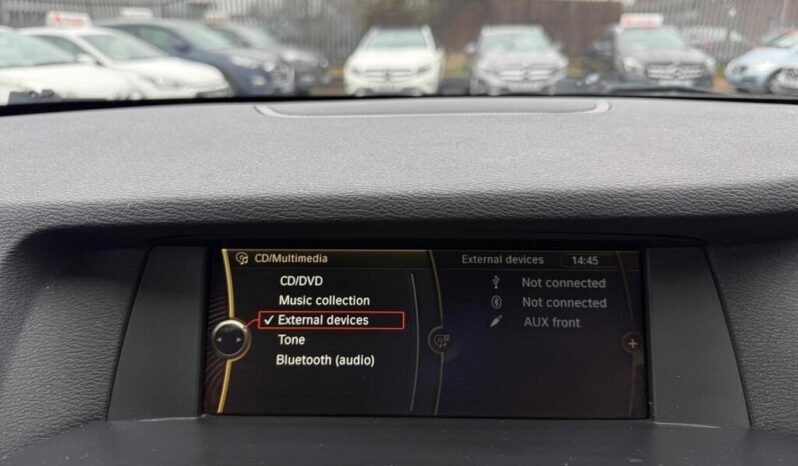 CD/Multimedia
CD/DVD
Music collection
✓ External devices
Tone
Bluetooth (audio)
External devices 14:45
Not connected
Not connected
AUX front